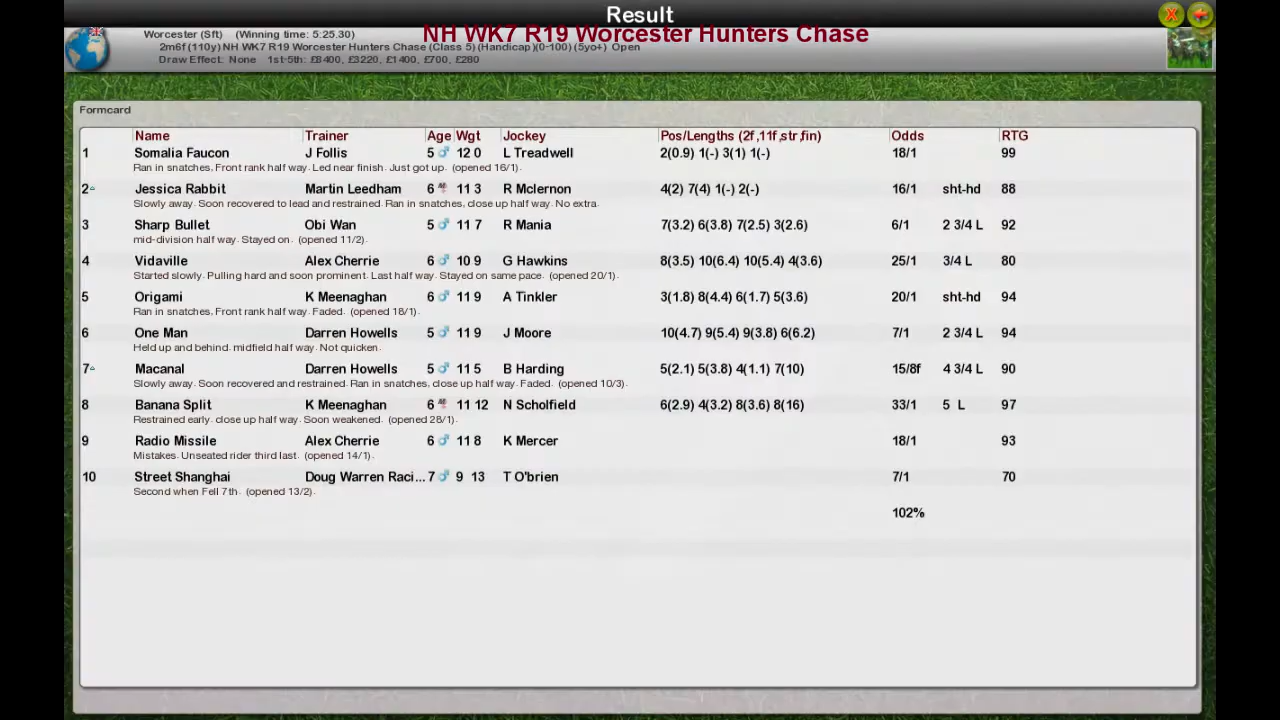 Result
NH WK7 R19 Worcester Hunters Chase
Worcester (Sft) (Winning time: 5:25.30)
2m6f (110y) NH WK7 R19 Worcester Hunters Chase (Class 5) (Handicap)(0-100) (5yo+) Open
Draw Effect: None 1st-5th: £8400, £3220, £1400, £700, £280
Formcard
Name Trainer Age Wgt Jockey Pos/Lengths (2f,11f,str,fin) Odds RTG
1 Somalia Faucon J Follis 5 12 0 L Treadwell 2(0.9) 1(-) 3(1) 1(-) 18/1 99
Ran in snatches, Front rank half way. Led near finish. Just got up. (opened 16/1).
2 Jessica Rabbit Martin Leedham 6 11 3 R McIernon 4(2) 7(4) 1(-) 2(-) 16/1 sht-hd 88
Slowly away. Soon recovered to lead and restrained. Ran in snatches, close up half way. No extra.
3 Sharp Bullet Obi Wan 5 11 7 R Mania 7(3.2) 6(3.8) 7(2.5) 3(2.6) 6/1 2 3/4 L 92
mid-division half way. Stayed on. (opened 11/2).
4 Vidaville Alex Cherrie 6 10 9 G Hawkins 8(3.5) 10(6.4) 10(5.4) 4(3.6) 25/1 3/4 L 80
Started slowly. Pulling hard and soon prominent. Last half way. Stayed on same pace. (opened 20/1).
5 Origami K Meenaghan 6 11 9 A Tinkler 3(1.8) 8(4.4) 6(1.7) 5(3.6) 20/1 sht-hd 94
Ran in snatches, Front rank half way. Faded. (opened 18/1).
6 One Man Darren Howells 5 11 9 J Moore 10(4.7) 9(5.4) 9(3.8) 6(6.2) 7/1 2 3/4 L 94
Held up and behind. midfield half way. Not quicken.
7 Macanal Darren Howells 5 11 5 B Harding 5(2.1) 5(3.8) 4(1.1) 7(10) 15/8f 4 3/4 L 90
Slowly away. Soon recovered and restrained. Ran in snatches, close up half way. Faded. (opened 10/3).
8 Banana Split K Meenaghan 6 11 12 N Scholfield 6(2.9) 4(3.2) 8(3.6) 8(16) 33/1 5 L 97
Restrained early. close up half way. Soon weakened. (opened 28/1).
9 Radio Missile Alex Cherrie 6 11 8 K Mercer 18/1 93
Mistakes. Unseated rider third last. (opened 14/1).
10 Street Shanghai Doug Warren Raci... 7 9 13 T O'brien 7/1 70
Second when Fell 7th. (opened 13/2).
102%